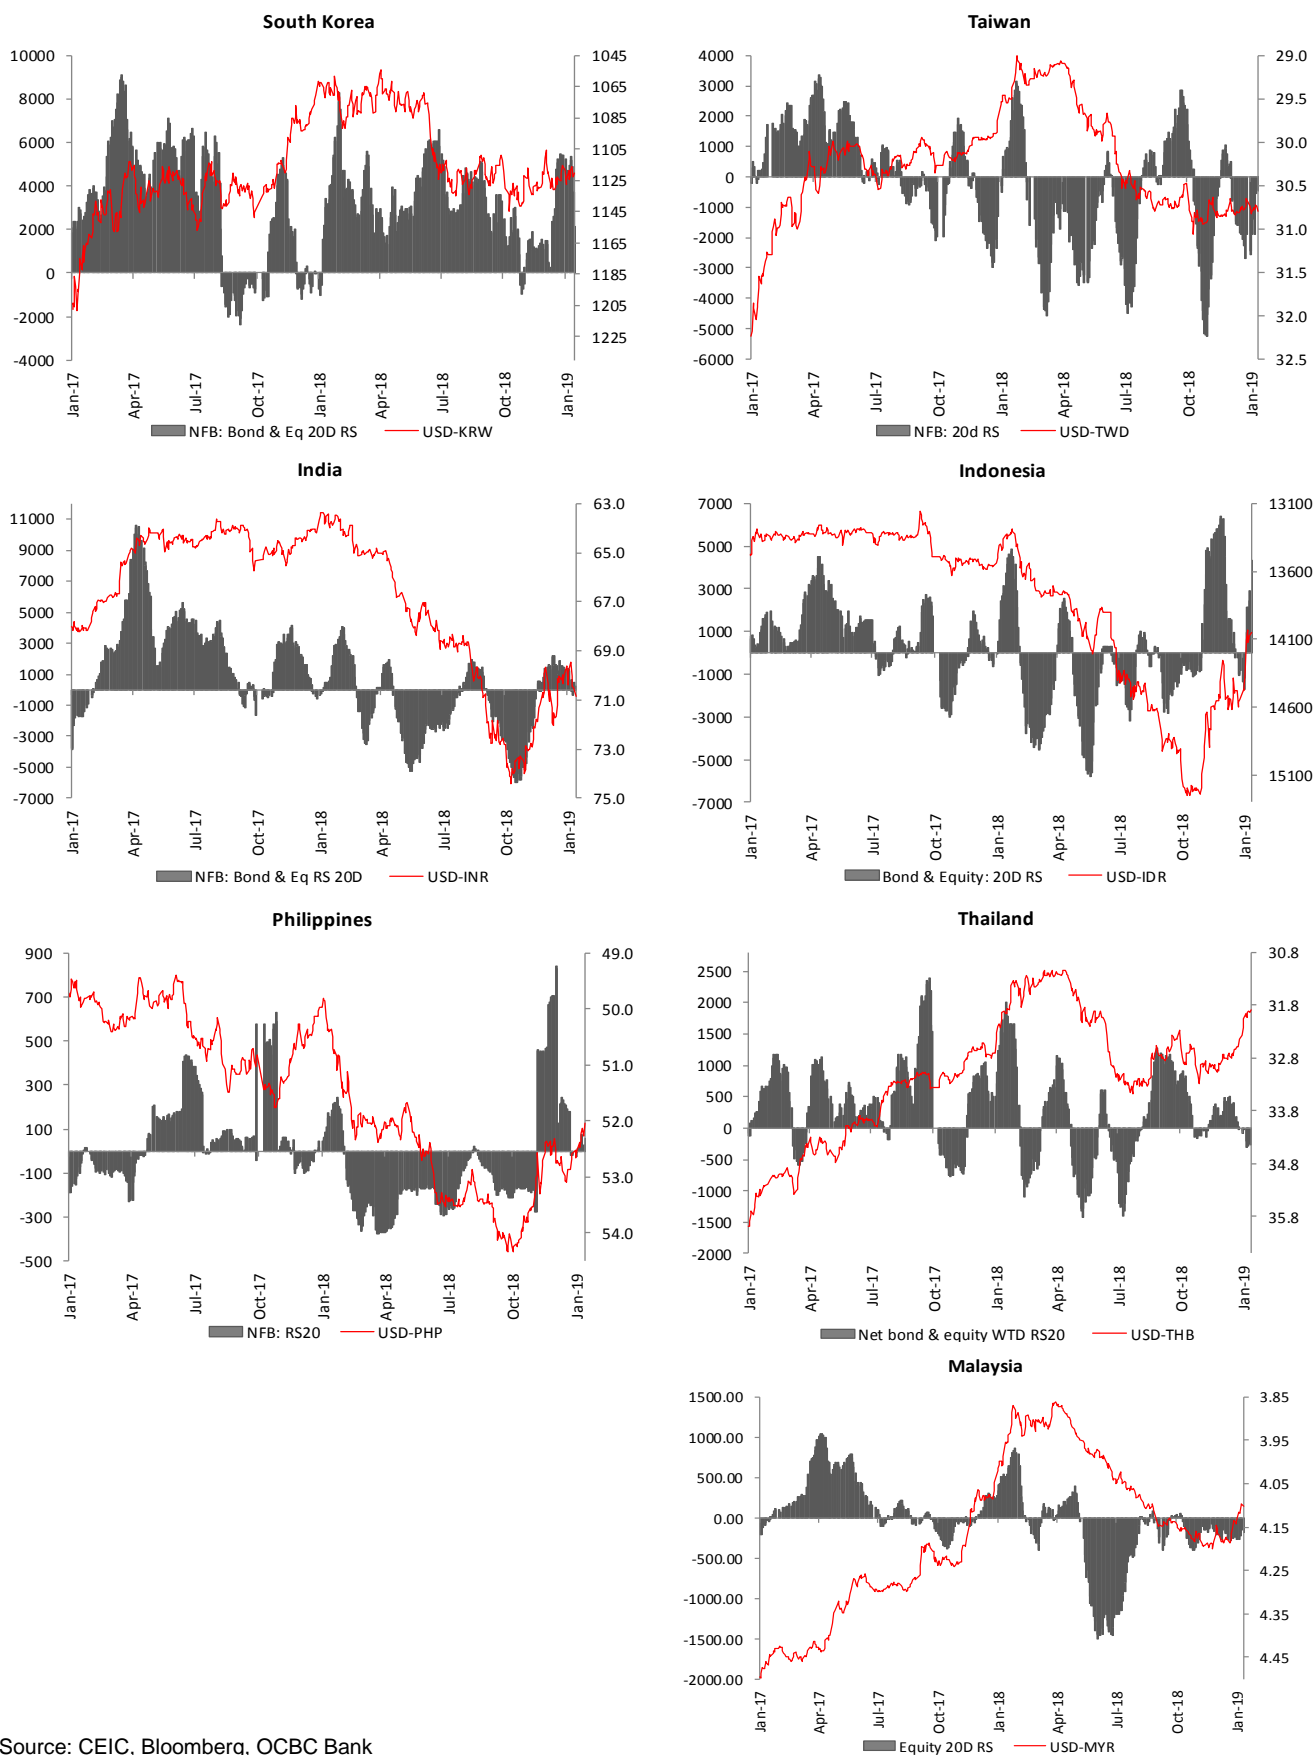 South Korea
10000
8000
6000
4000
2000
0
-2000
-4000
1045
1065
1085
1105
1125
1145
1165
1185
1205
1225
Jan-17
Apr-17
Jul-17
Oct-17
Jan-18
Apr-18
Jul-18
Oct-18
Jan-19
NFB: Bond & Eq 20D RS
USD-KRW
Taiwan
4000
3000
2000
1000
0
-1000
-2000
-3000
-4000
-5000
-6000
29.0
29.5
30.0
30.5
31.0
31.5
32.0
32.5
Jan-17
Apr-17
Jul-17
Oct-17
Jan-18
Apr-18
Jul-18
Oct-18
Jan-19
NFB: 20d RS
USD-TWD
India
11000
9000
7000
5000
3000
1000
-1000
-3000
-5000
-7000
63.0
65.0
67.0
69.0
71.0
73.0
75.0
Jan-17
Apr-17
Jul-17
Oct-17
Jan-18
Apr-18
Jul-18
Oct-18
Jan-19
NFB: Bond & Eq RS 20D
USD-INR
Indonesia
7000
5000
3000
1000
-1000
-3000
-5000
-7000
13100
13600
14100
14600
15100
Jan-17
Apr-17
Jul-17
Oct-17
Jan-18
Apr-18
Jul-18
Oct-18
Jan-19
Bond & Equity: 20D RS
USD-IDR
Philippines
900
700
500
300
100
-100
-300
-500
49.0
50.0
51.0
52.0
53.0
54.0
Jan-17
Apr-17
Jul-17
Oct-17
Jan-18
Apr-18
Jul-18
Oct-18
Jan-19
NFB: RS20
USD-PHP
Thailand
2500
2000
1500
1000
500
0
-500
-1000
-1500
-2000
30.8
31.8
32.8
33.8
34.8
35.8
Jan-17
Apr-17
Jul-17
Oct-17
Jan-18
Apr-18
Jul-18
Oct-18
Jan-19
Net bond & equity WTD RS20
USD-THB
Malaysia
1500.00
1000.00
500.00
0.00
-500.00
-1000.00
-1500.00
-2000.00
3.85
3.95
4.05
4.15
4.25
4.35
4.45
Jan-17
Apr-17
Jul-17
Oct-17
Jan-18
Apr-18
Jul-18
Oct-18
Jan-19
Equity 20D RS
USD-MYR
Source: CEIC, Bloomberg, OCBC Bank